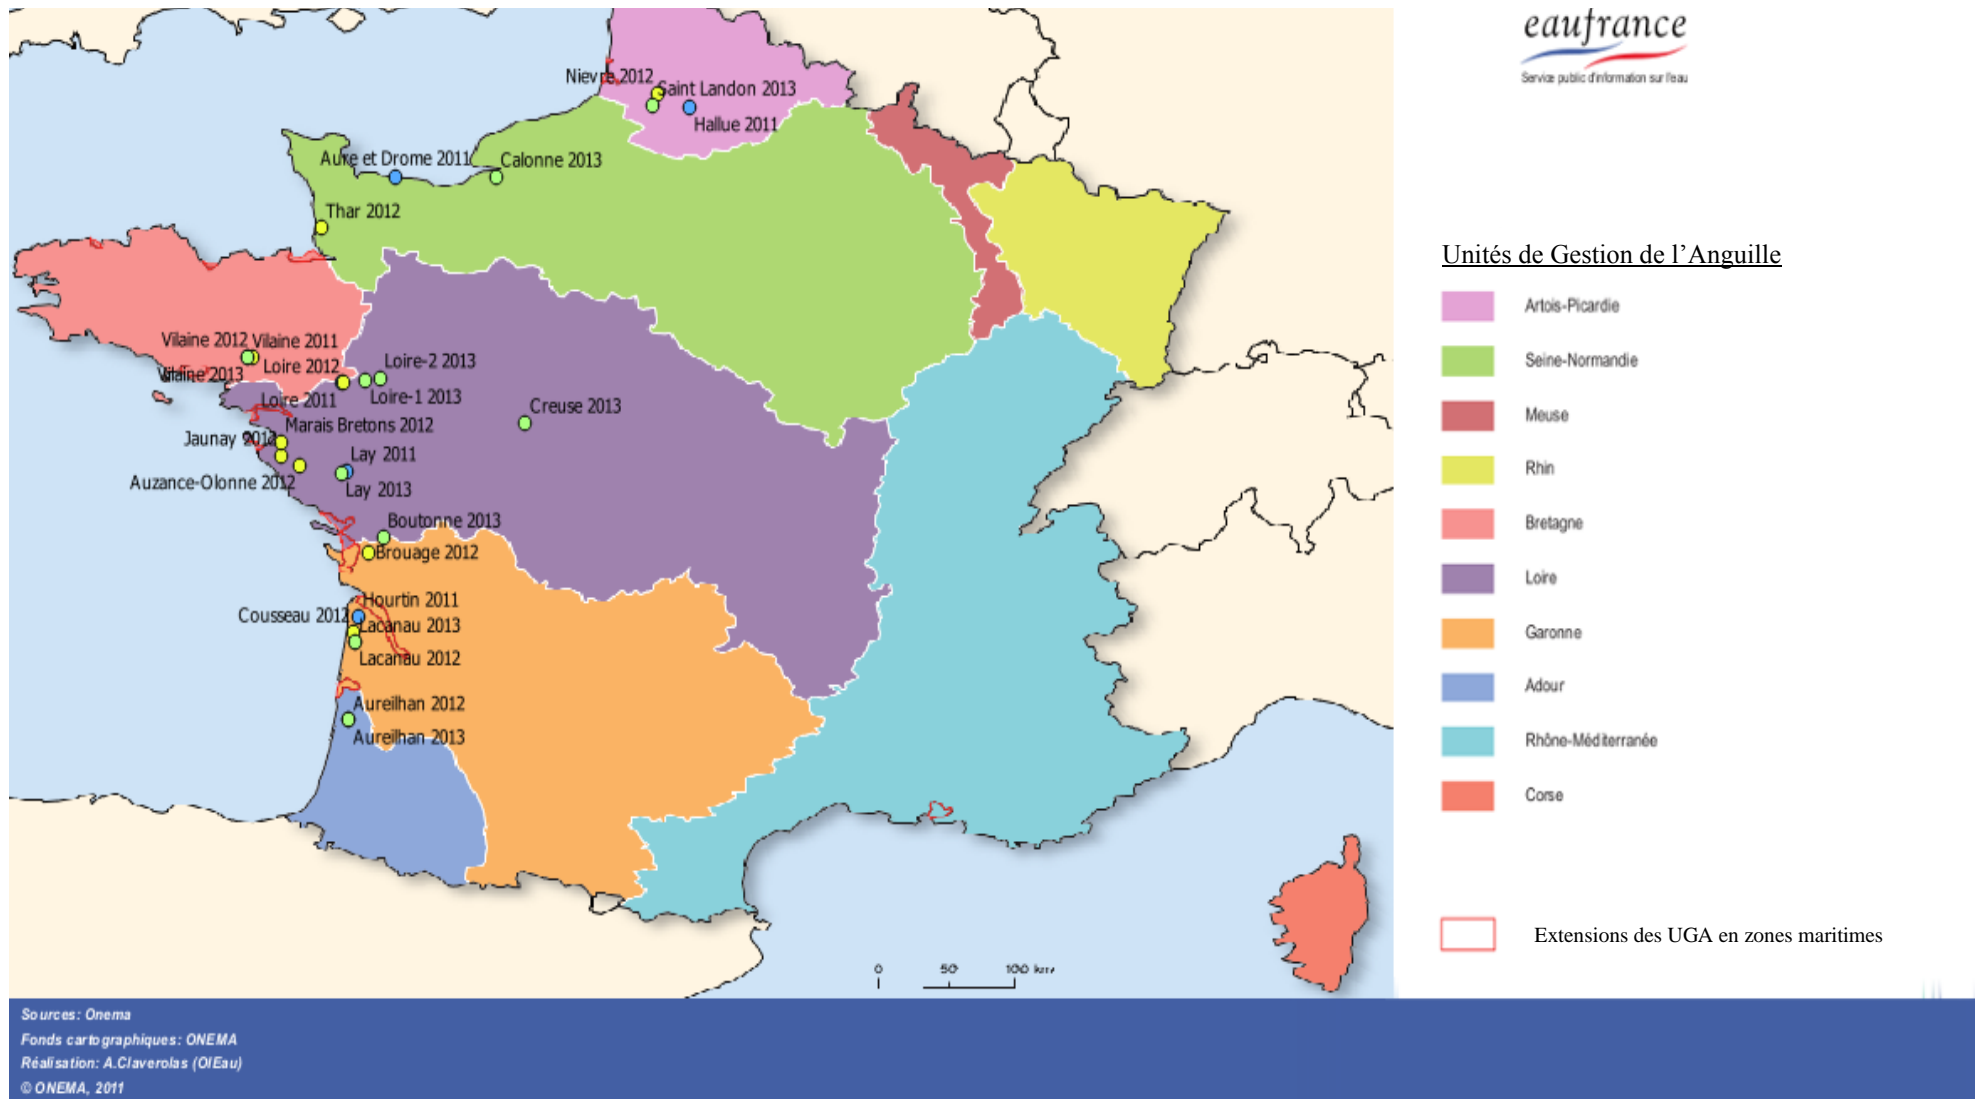 eaufrance
Service public d'information sur l'eau
Nievre 2012
Saint Landon 2013
Hallue 2011
Aure et Drome 2011
Calonne 2013
Thar 2012
Vilaine 2012
Vilaine 2011
Vilaine 2013
Loire 2012
Loire-2 2013
Loire 2011
Loire-1 2013
Creuse 2013
Marais Bretons 2012
Jaunay 2012
Lay 2011
Auzance-Olonne 2012
Lay 2013
Boutonne 2013
Brouage 2012
Hourtin 2011
Cousseau 2012
Lacanau 2013
Lacanau 2012
Aureilhan 2012
Aureilhan 2013
0 50 100 km
Unités de Gestion de l’Anguille
Artois-Picardie
Seine-Normandie
Meuse
Rhin
Bretagne
Loire
Garonne
Adour
Rhône-Méditerranée
Corse
Extensions des UGA en zones maritimes
Sources: Onema
Fonds cartographiques: ONEMA
Réalisation: A.Claverolas (OIEau)
© ONEMA, 2011